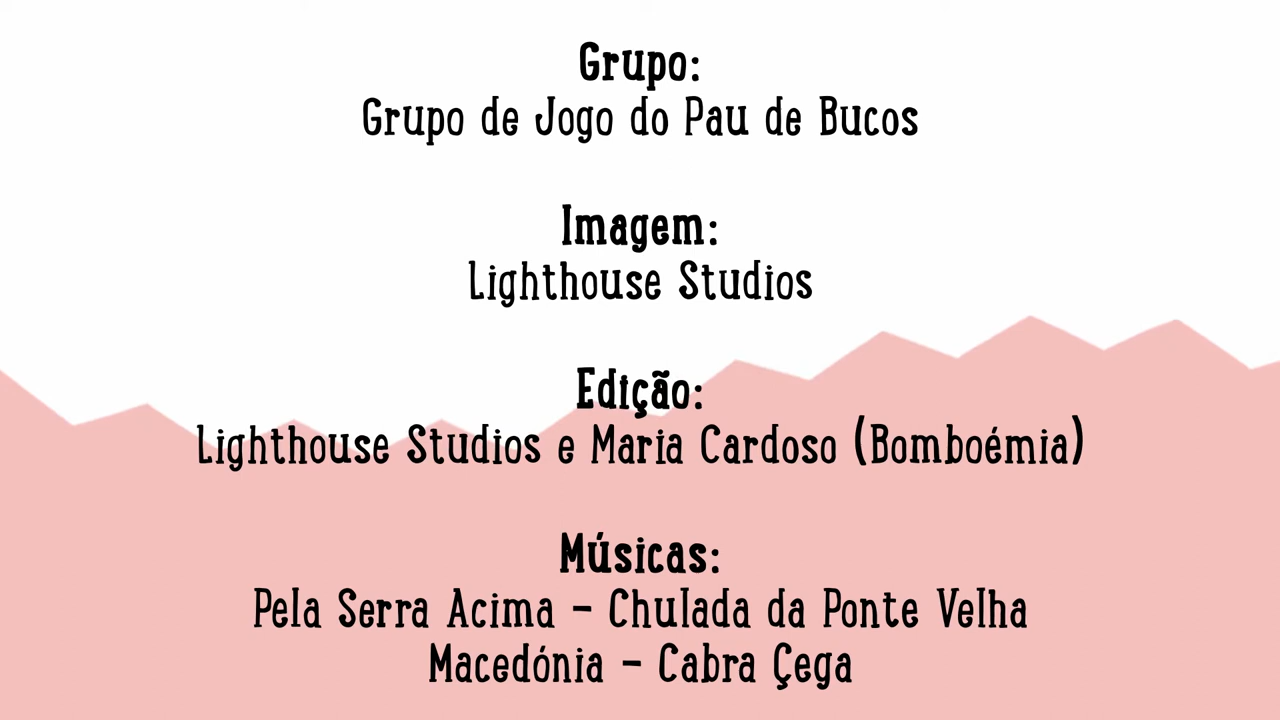 Grupo:
Grupo de Jogo do Pau de Bucos
Imagem:
Lighthouse Studios
Edição:
Lighthouse Studios e Maria Cardoso (Bomboémia)
Músicas:
Pela Serra Acima - Chulada da Ponte Velha
Macedónia - Cabra Çega